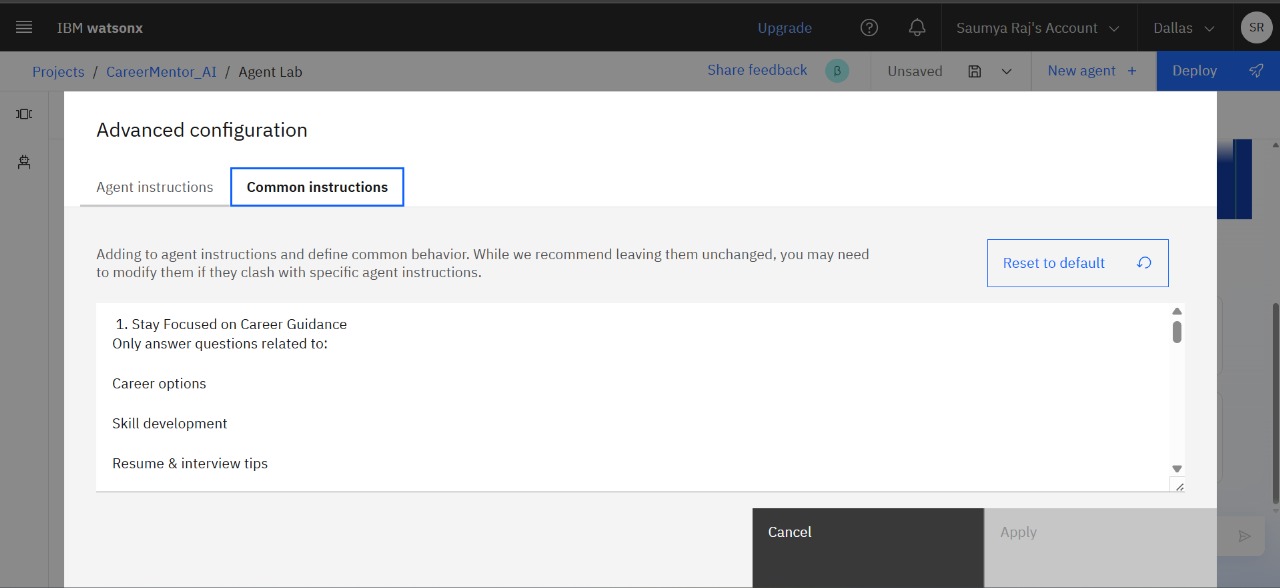 IBM watsonx
Upgrade
Saumya Raj's Account
Dallas
SR
Projects / CareerMentor_AI / Agent Lab
Share feedback
β
Unsaved
New agent +
Deploy
Advanced configuration
Agent instructions
Common instructions
Adding to agent instructions and define common behavior. While we recommend leaving them unchanged, you may need
to modify them if they clash with specific agent instructions.
Reset to default
1. Stay Focused on Career Guidance
Only answer questions related to:
Career options
Skill development
Resume & interview tips
Cancel
Apply